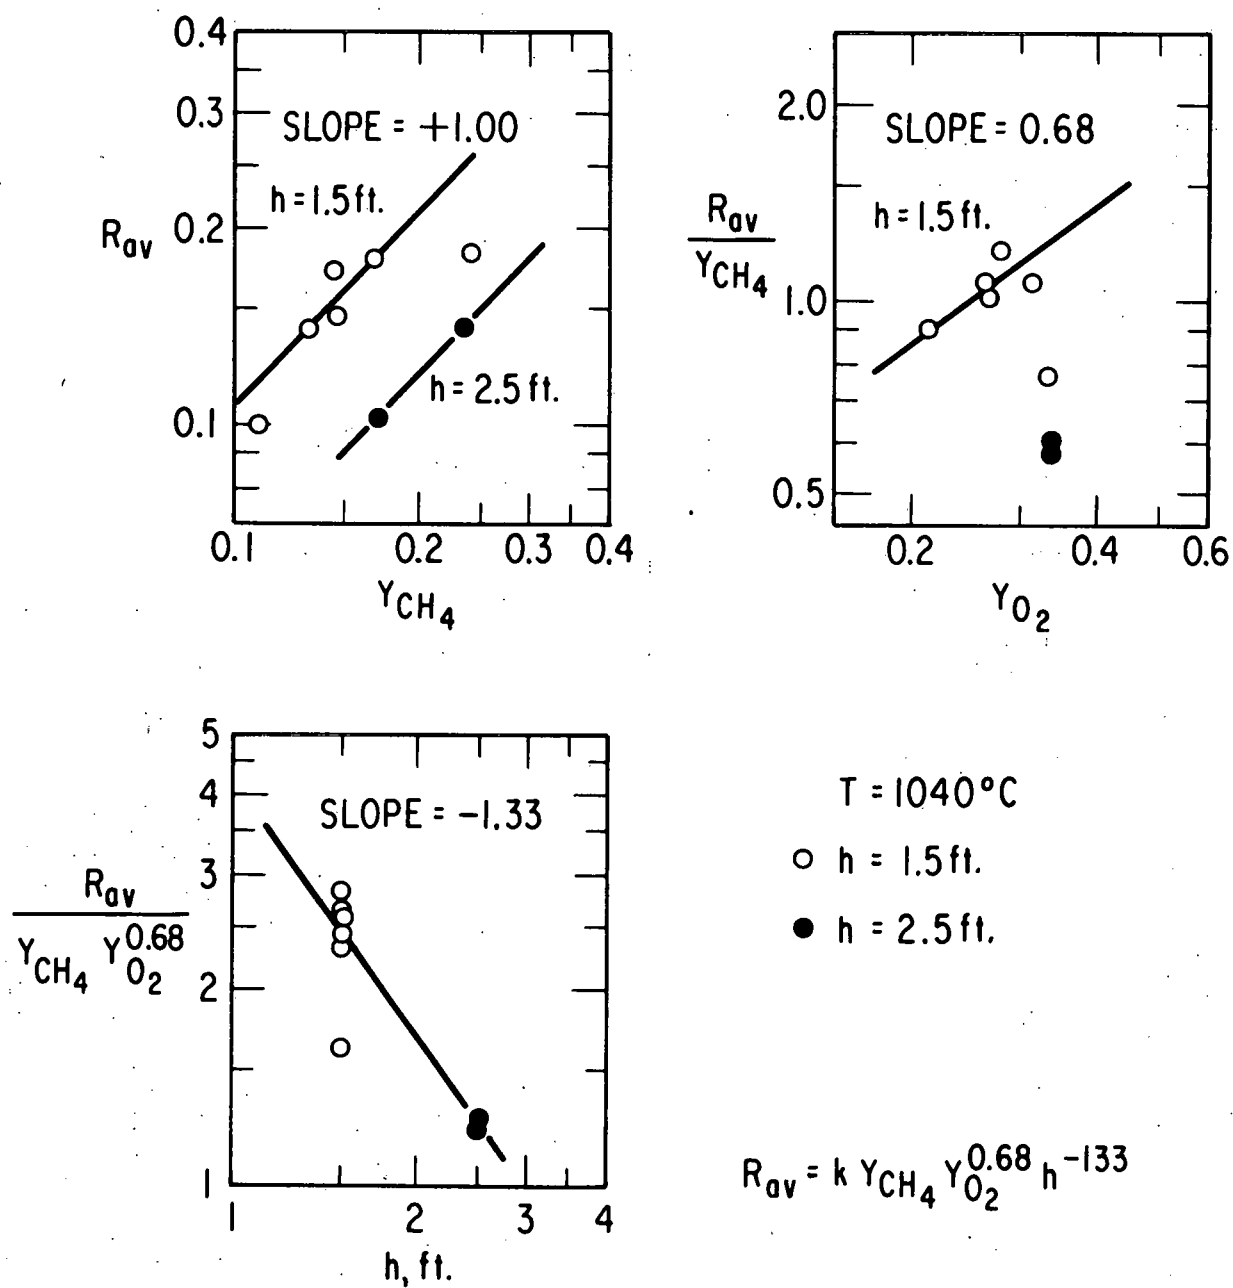 0.4
0.3
0.2
0.1
R_av
SLOPE = +1.00
h = 1.5 ft.
h = 2.5 ft.
0.1 0.2 0.3 0.4
Y_CH4
2.0
1.0
0.5
R_av
Y_CH4
SLOPE = 0.68
h = 1.5 ft.
0.2 0.4 0.6
Y_O2
5
4
3
2
1
R_av
Y_CH4 Y_O2^0.68
SLOPE = -1.33
1 2 3 4
h, ft.
T = 1040°C
h = 1.5 ft.
h = 2.5 ft.
R_av = k Y_CH4 Y_O2^0.68 h^-133